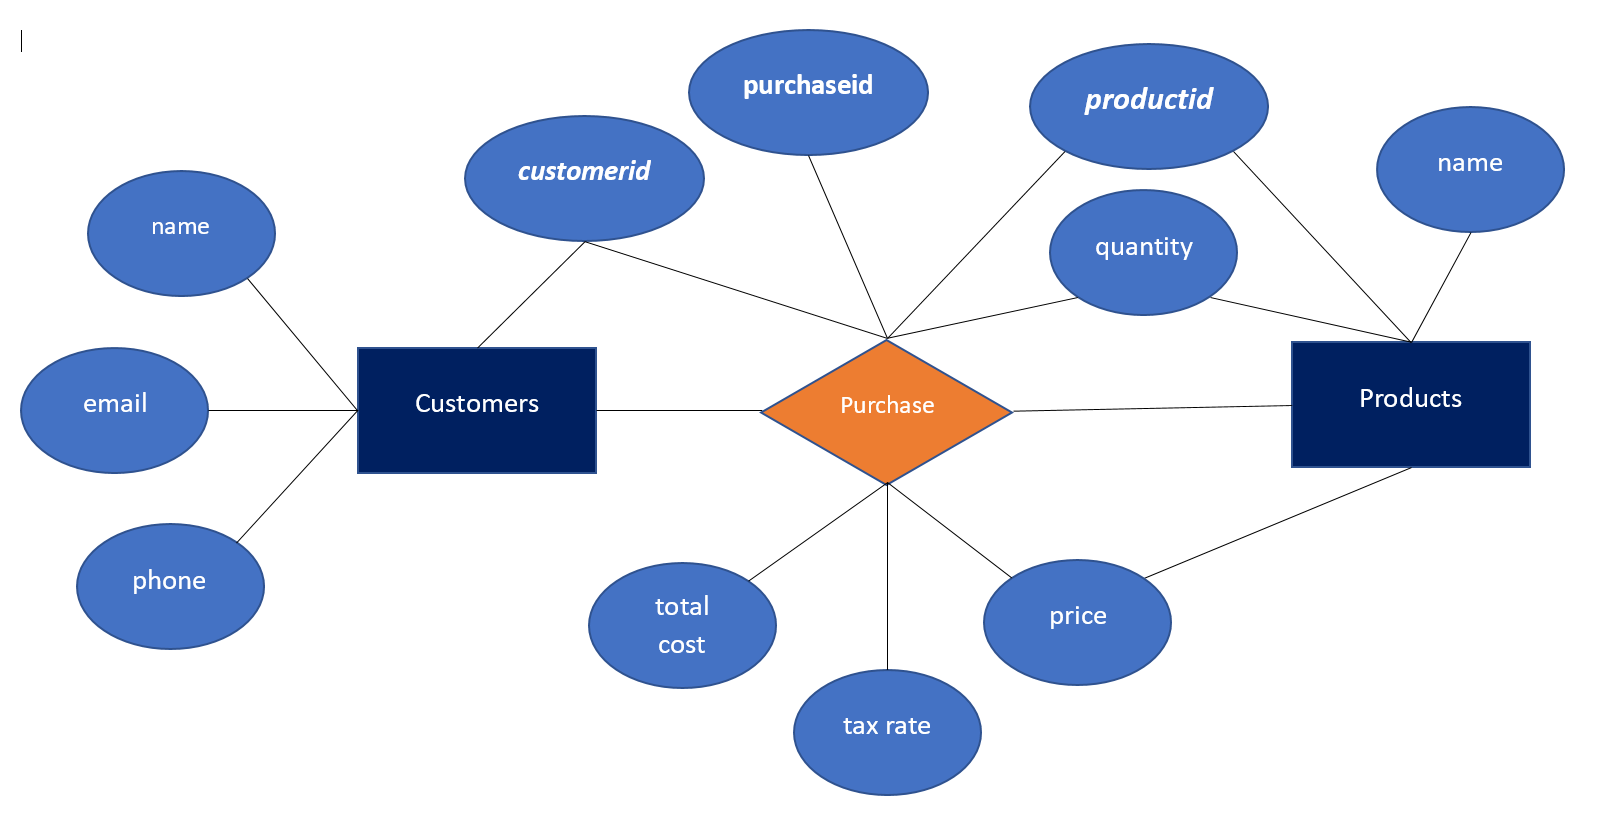 purchaseid
productid
customerid
name
name
quantity
email
Customers
Purchase
Products
phone
total
cost
price
tax rate